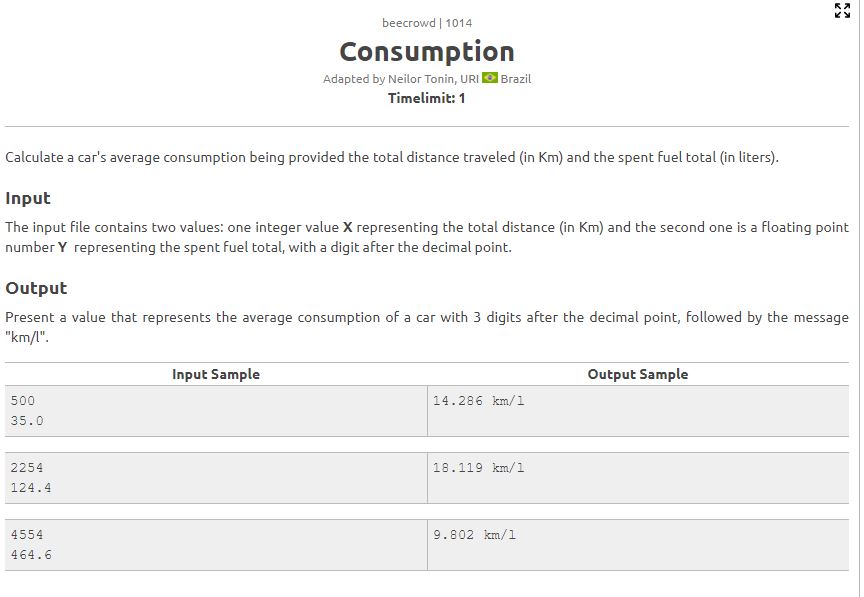 beecrowd | 1014
Consumption
Adapted by Neilor Tonin, URI Brazil
Timelimit: 1
Calculate a car's average consumption being provided the total distance traveled (in Km) and the spent fuel total (in liters).
Input
The input file contains two values: one integer value X representing the total distance (in Km) and the second one is a floating point
number Y representing the spent fuel total, with a digit after the decimal point.
Output
Present a value that represents the average consumption of a car with 3 digits after the decimal point, followed by the message
"km/l".
Input Sample Output Sample
500 14.286 km/l
35.0
2254 18.119 km/l
124.4
4554 9.802 km/l
464.6